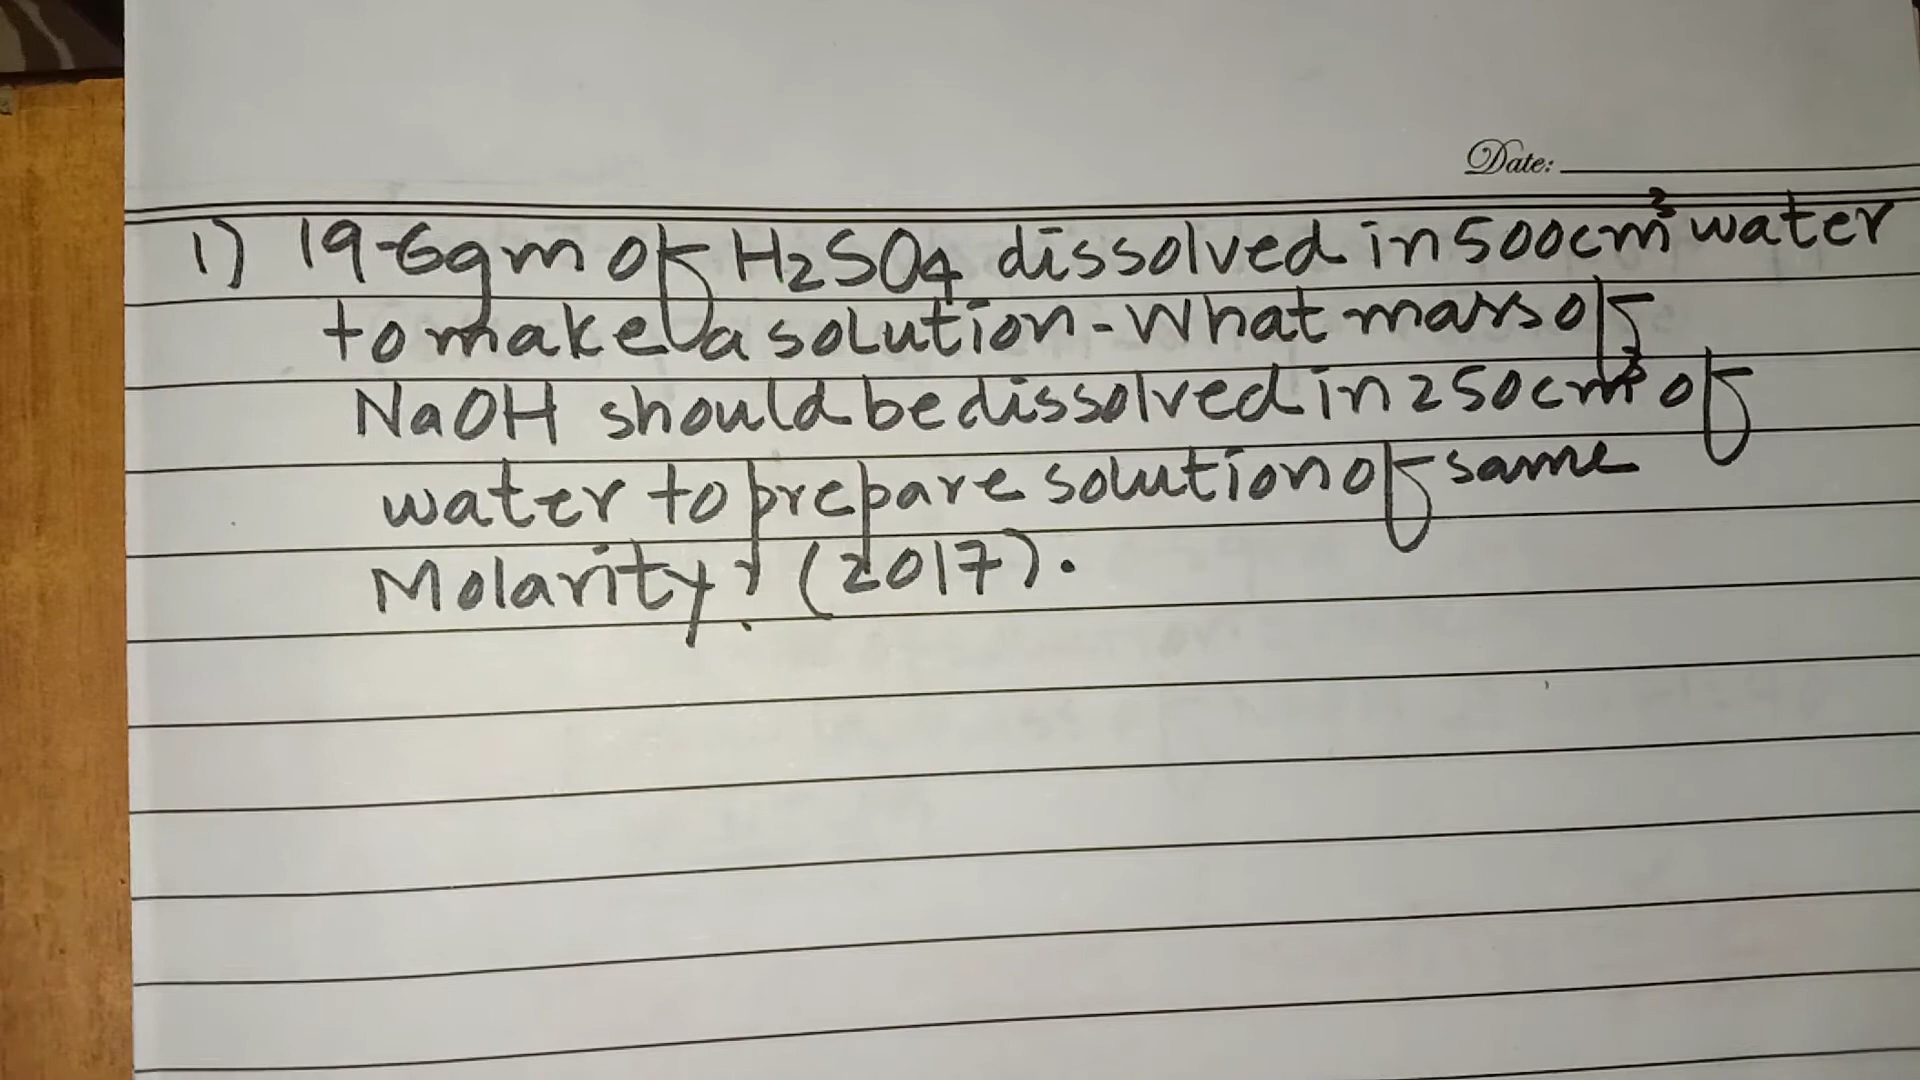 Date:
1) 19-6gm of H2SO4 dissolved in 500cm³ water
to make a solution-What mass of
NaOH should be dissolved in 250cm³ of
water to prepare solution of same
Molarity? (2017).